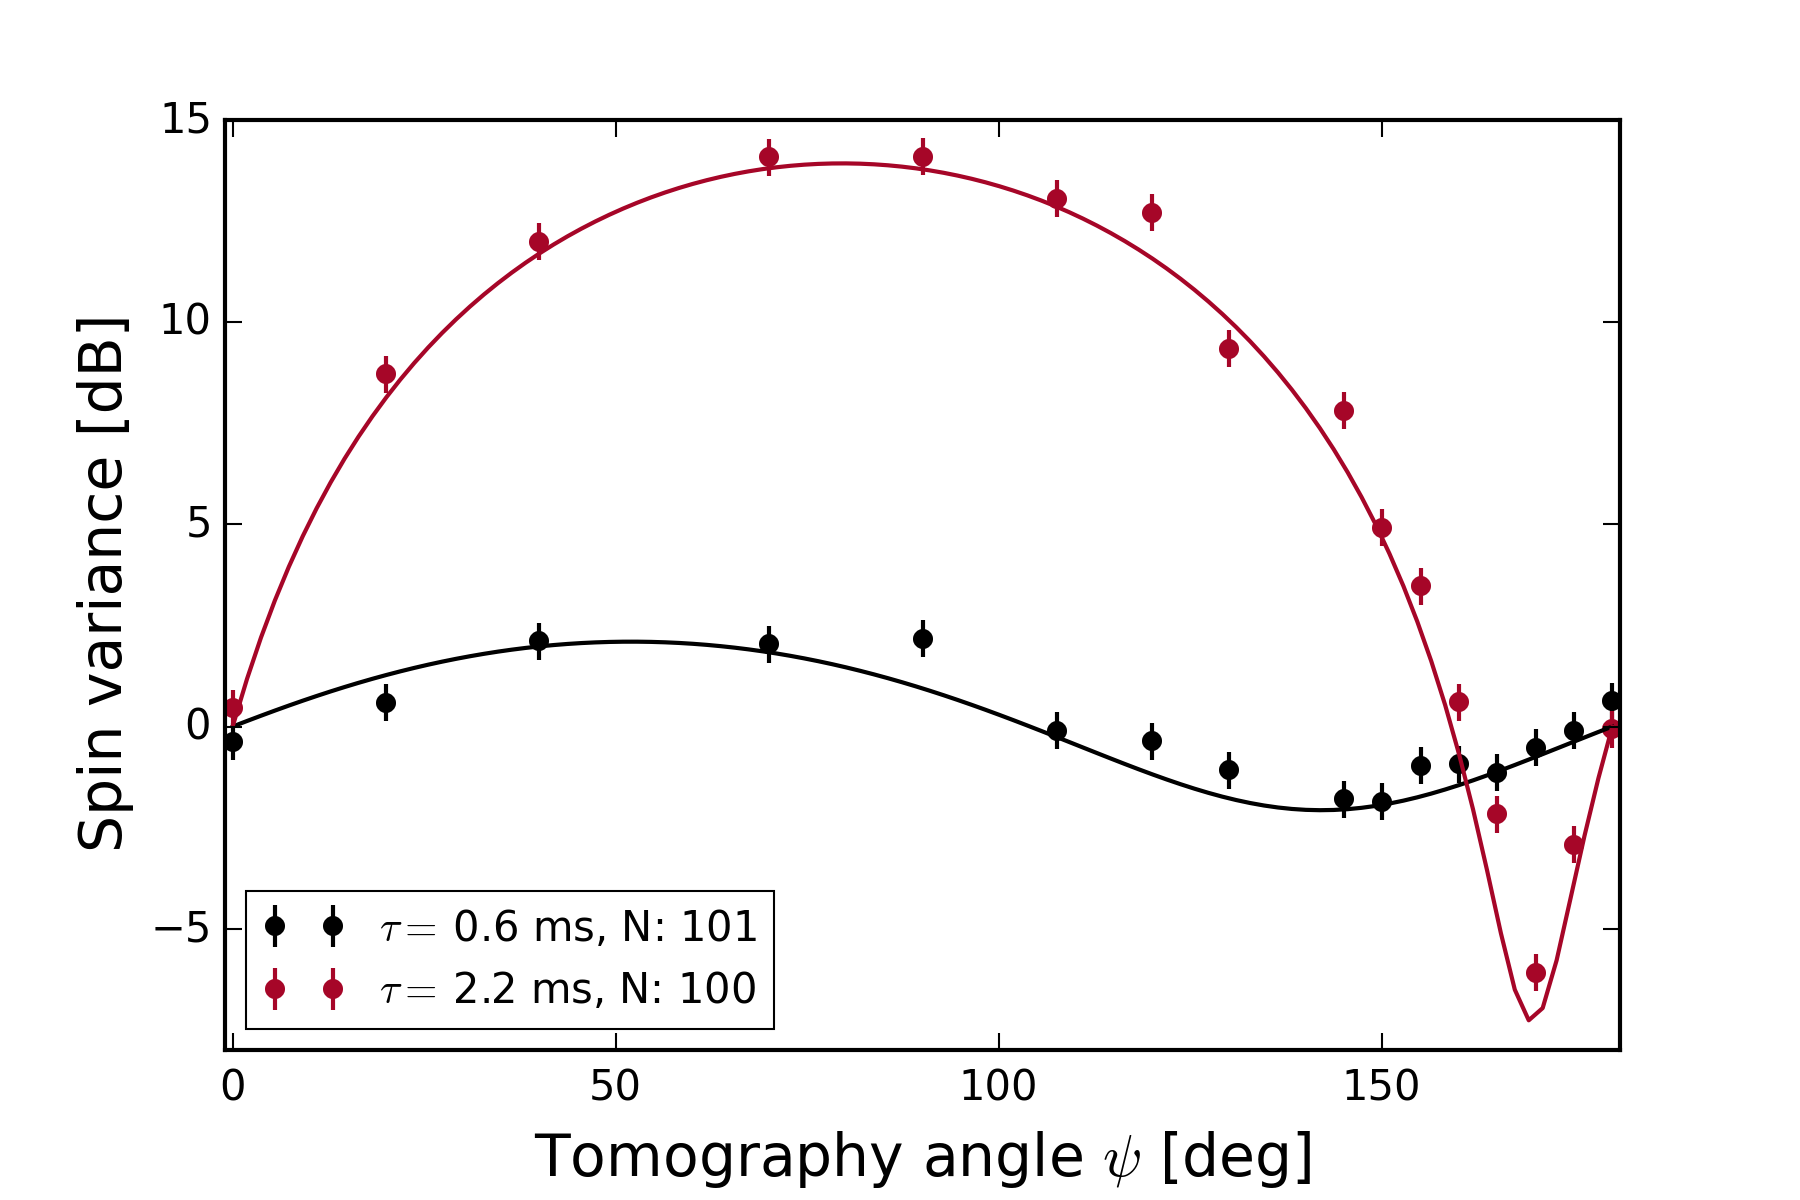 15
10
5
0
−5
Spin variance [dB]
τ= 0.6 ms, N: 101
τ= 2.2 ms, N: 100
0 50 100 150
Tomography angle ψ [deg]